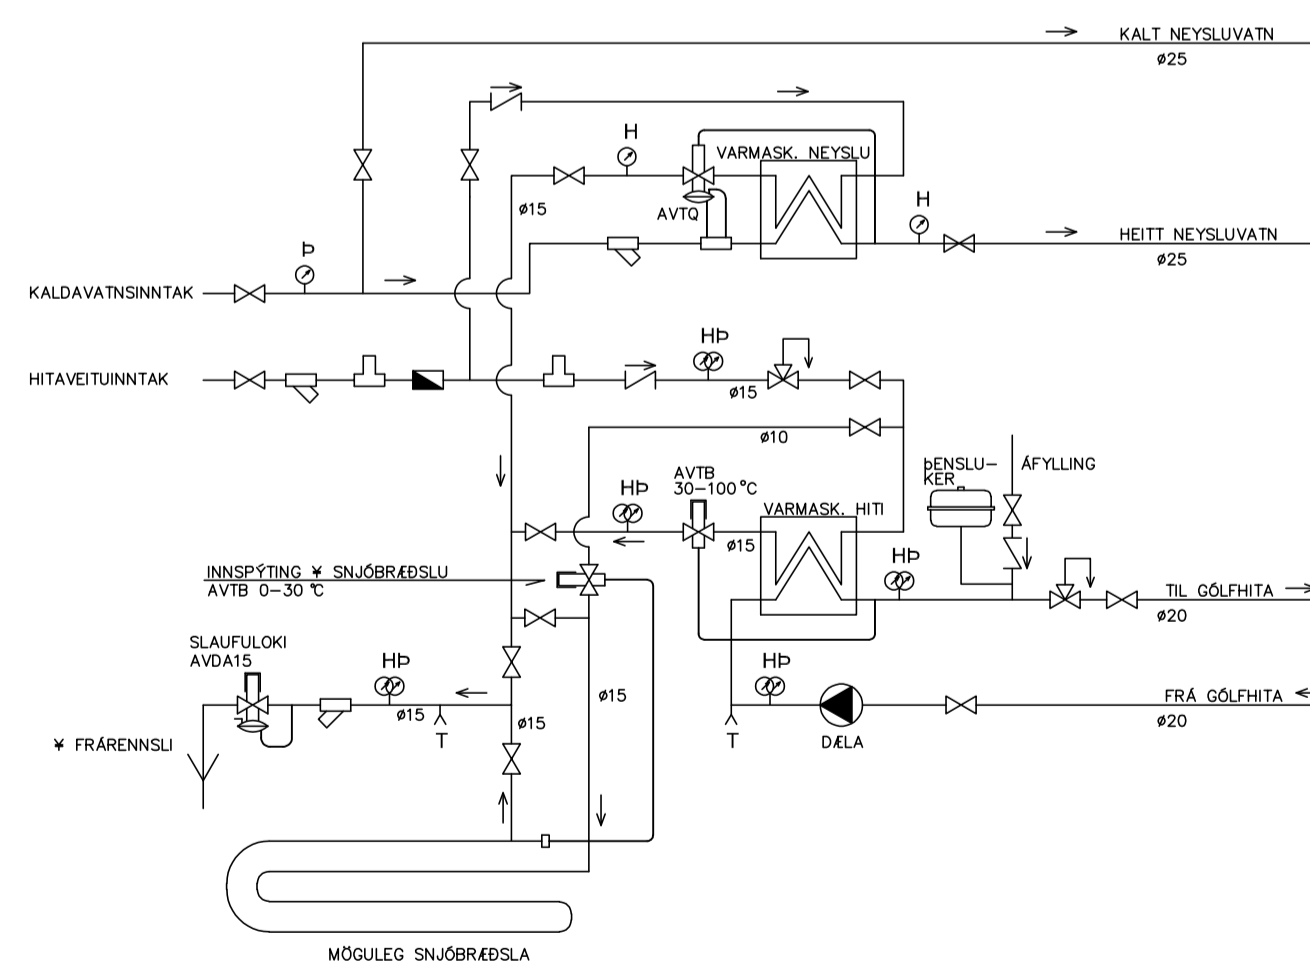 KALT NEYSLUVATN
ø25
H
VARMASK. NEYSLU
ø15
AVTQ
H
HEITT NEYSLUVATN
ø25
Þ
KALDAVATNSINNTAK
HÞ
HITAVEITUINNTAK
ø15
ø10
AVTB
30-100°C
ÞENSLU-
KER
ÁFYLLING
HÞ
VARMASK. HITI
ø15
HÞ
INNSPÝTING ¥ SNJÓBRÆÐSLU
AVTB 0-30 °C
TIL GÓLFHITA
ø20
SLAUFULOKI
AVDA15
HÞ
HÞ
ø15
FRÁ GÓLFHITA
ø15
ø15
ø20
T
T
DÆLA
¥ FRÁRENNSLI
MÖGULEG SNJÓBRÆÐSLA